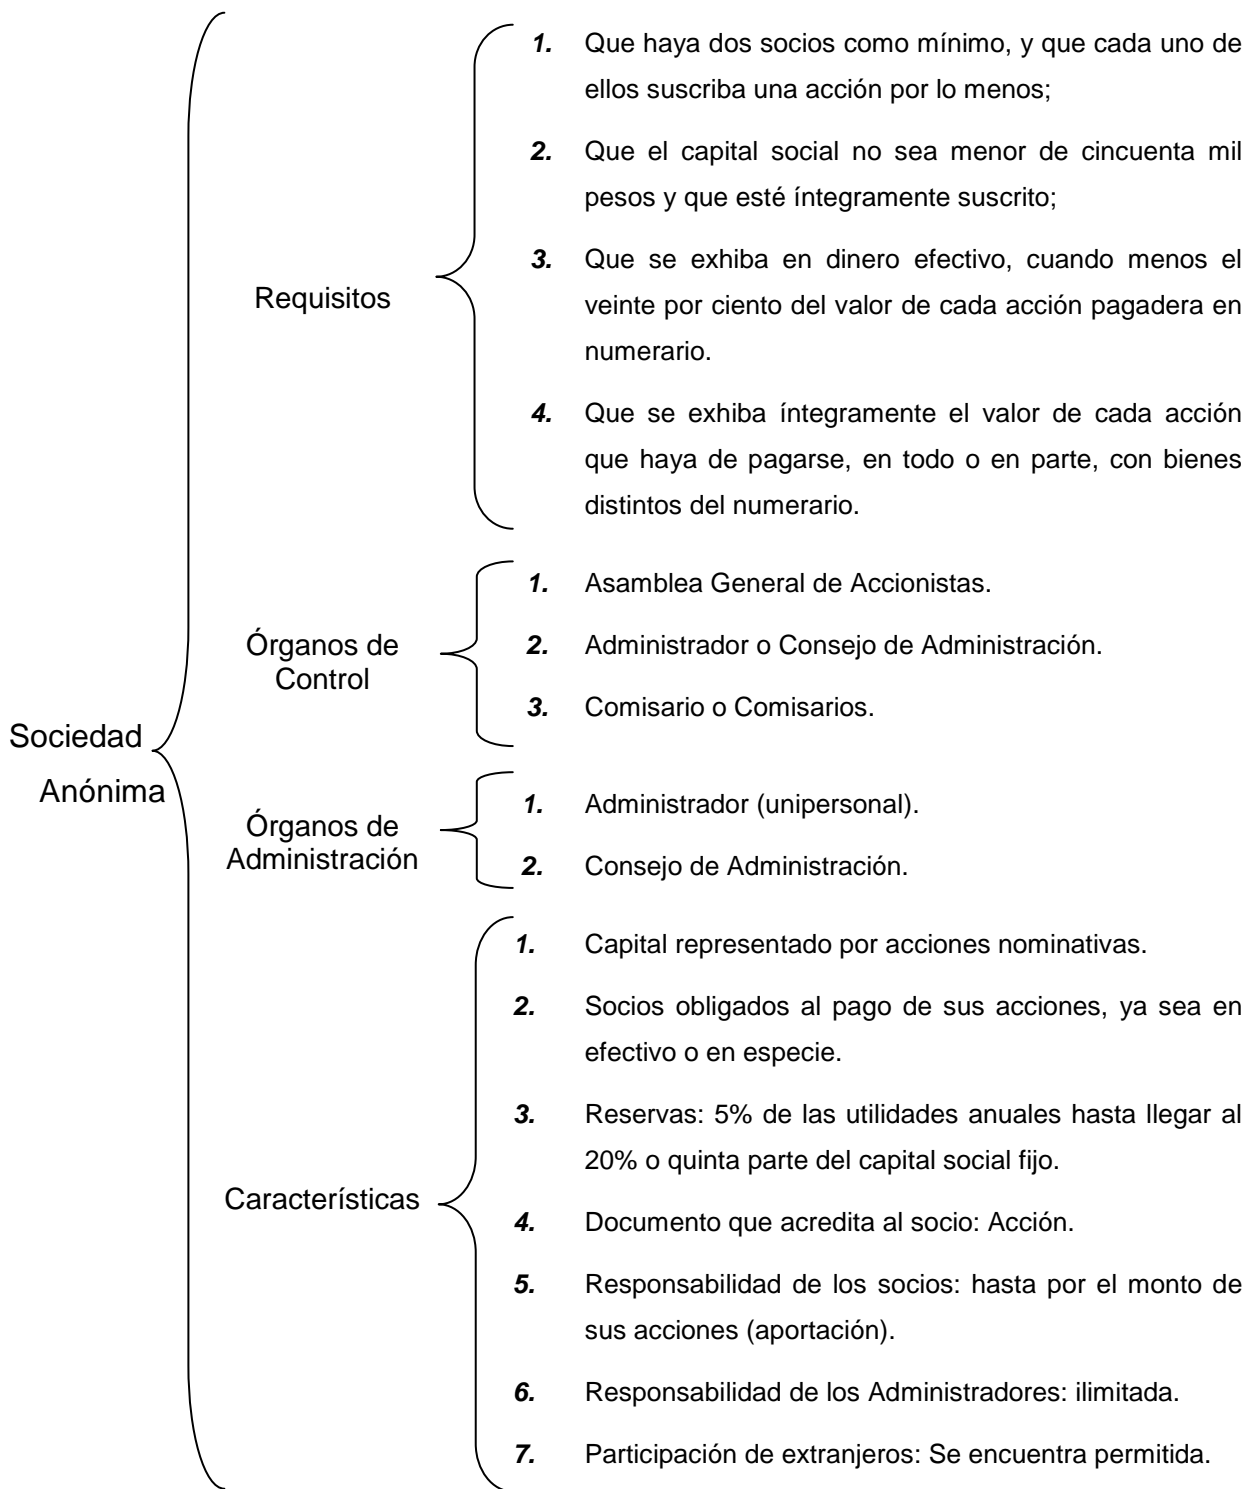 Sociedad
Anónima
Requisitos
1. Que haya dos socios como mínimo, y que cada uno de
ellos suscriba una acción por lo menos;
2. Que el capital social no sea menor de cincuenta mil
pesos y que esté íntegramente suscrito;
3. Que se exhiba en dinero efectivo, cuando menos el
veinte por ciento del valor de cada acción pagadera en
numerario.
4. Que se exhiba íntegramente el valor de cada acción
que haya de pagarse, en todo o en parte, con bienes
distintos del numerario.
Órganos de
Control
1. Asamblea General de Accionistas.
2. Administrador o Consejo de Administración.
3. Comisario o Comisarios.
Órganos de
Administración
1. Administrador (unipersonal).
2. Consejo de Administración.
Características
1. Capital representado por acciones nominativas.
2. Socios obligados al pago de sus acciones, ya sea en
efectivo o en especie.
3. Reservas: 5% de las utilidades anuales hasta llegar al
20% o quinta parte del capital social fijo.
4. Documento que acredita al socio: Acción.
5. Responsabilidad de los socios: hasta por el monto de
sus acciones (aportación).
6. Responsabilidad de los Administradores: ilimitada.
7. Participación de extranjeros: Se encuentra permitida.